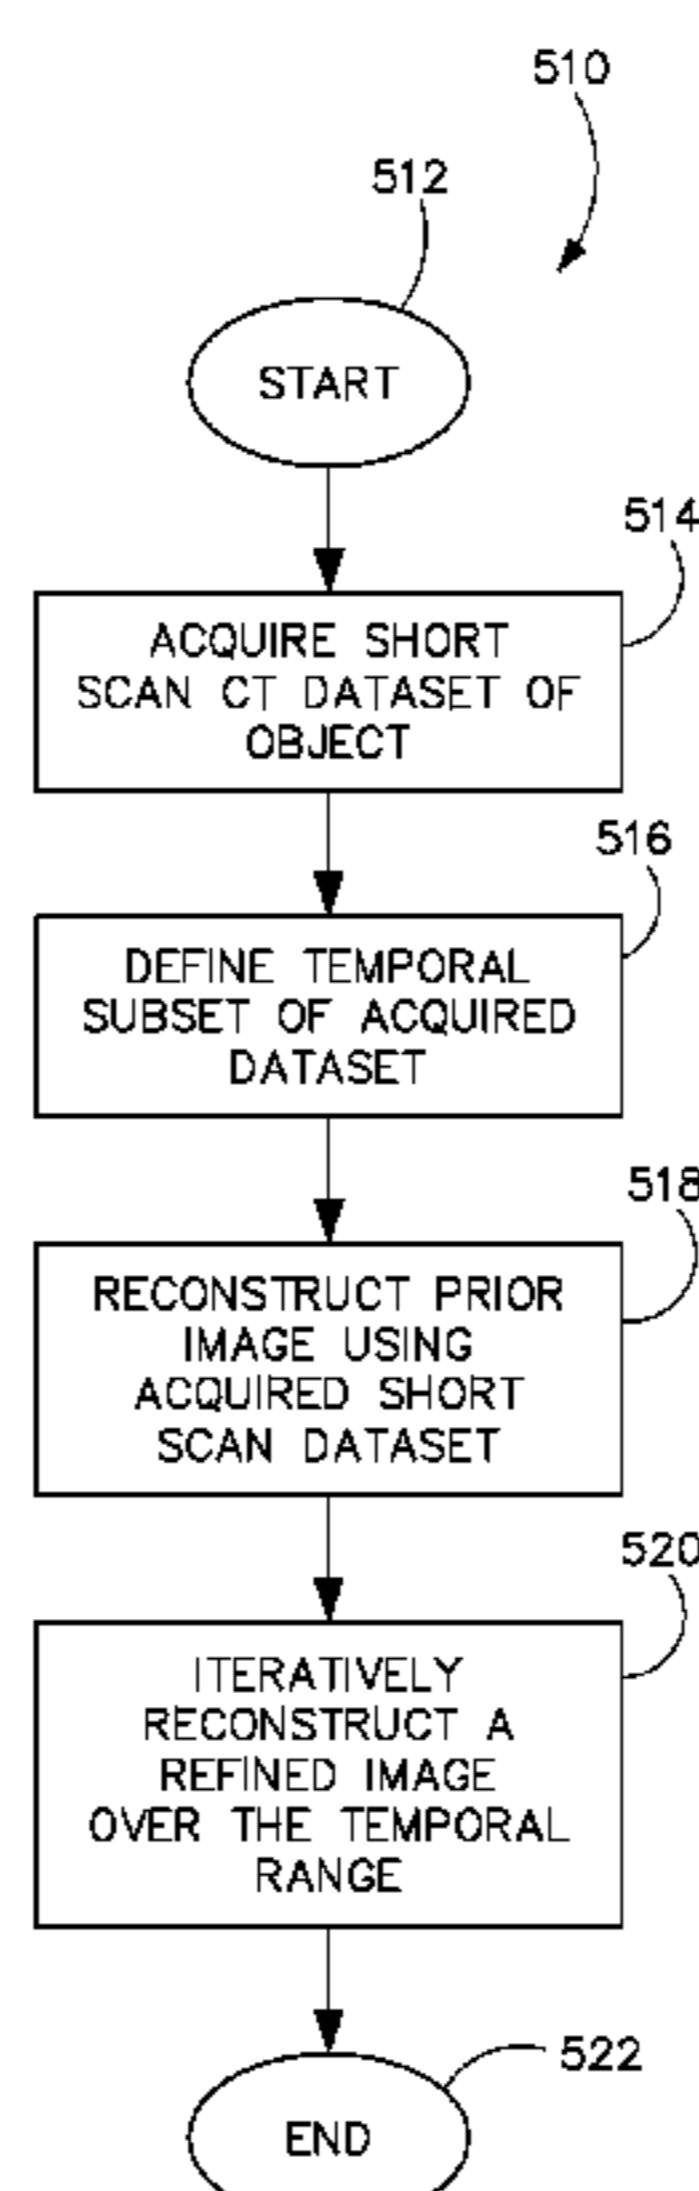 510
512
START
514
ACQUIRE SHORT
SCAN CT DATASET OF
OBJECT
516
DEFINE TEMPORAL
SUBSET OF ACQUIRED
DATASET
518
RECONSTRUCT PRIOR
IMAGE USING
ACQUIRED SHORT
SCAN DATASET
520
ITERATIVELY
RECONSTRUCT A
REFINED IMAGE
OVER THE TEMPORAL
RANGE
522
END